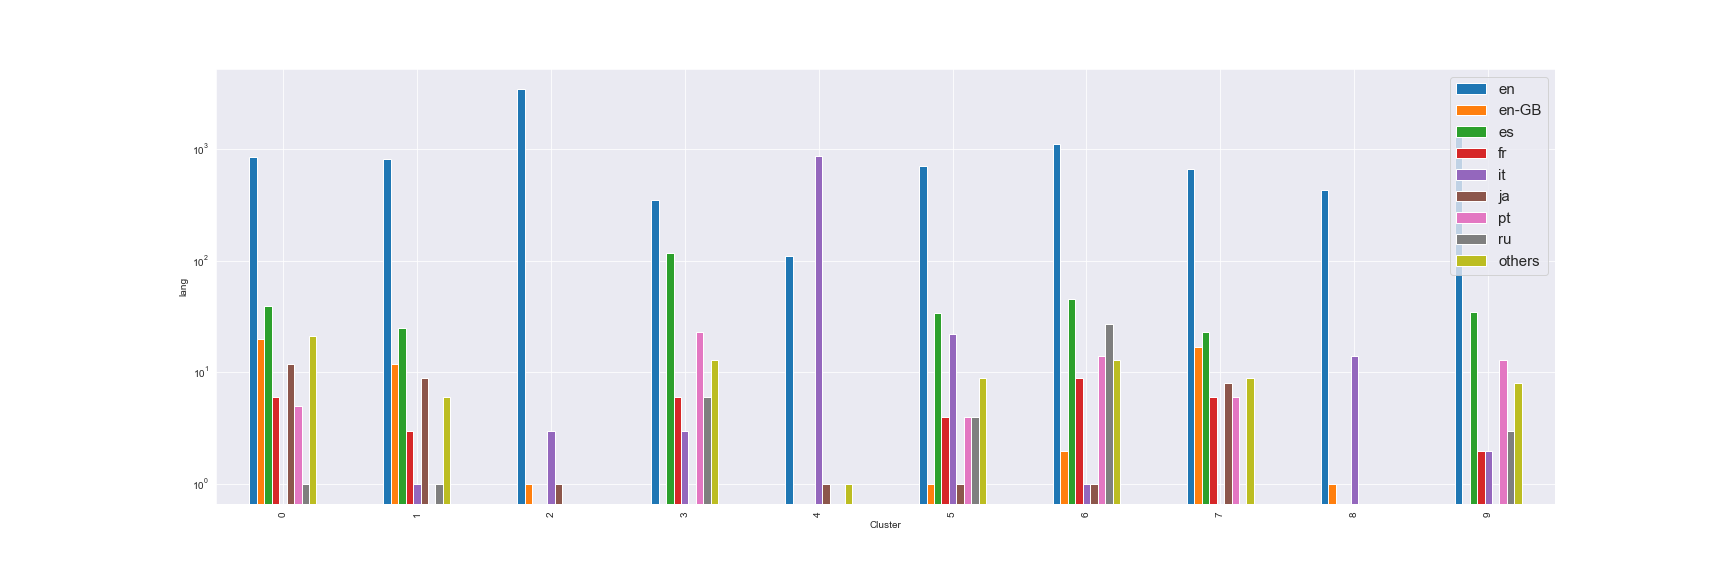 10³
10²
10¹
10⁰
lang
0 1 2 3 4 5 6 7 8 9
Cluster
en
en-GB
es
fr
it
ja
pt
ru
others